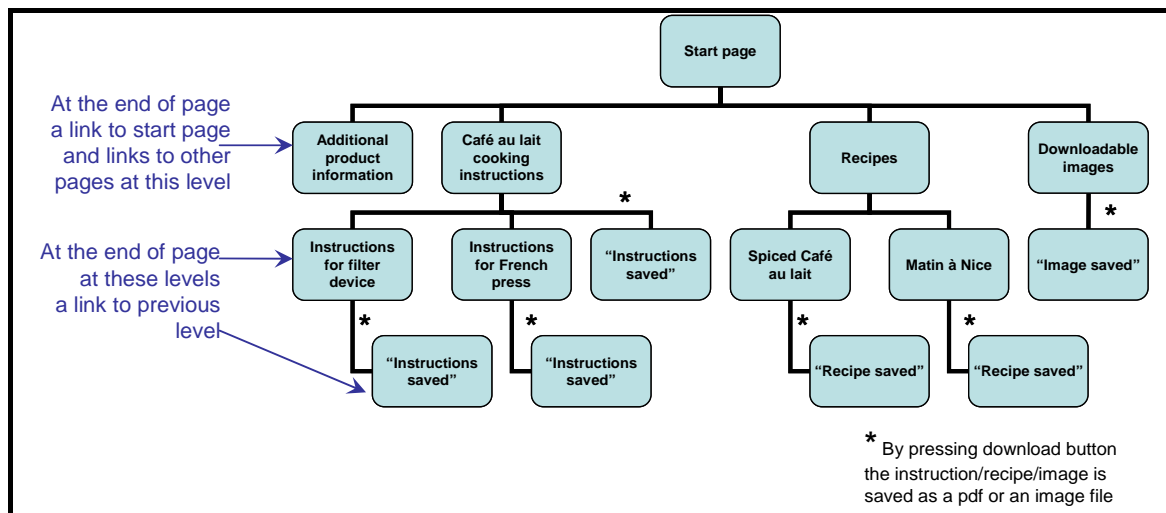 Start page
At the end of page
a link to start page
and links to other
pages at this level
Additional
product
information
Café au lait
cooking
instructions
Recipes
Downloadable
images
*
*
At the end of page
at these levels
a link to previous
level
Instructions
for filter
device
Instructions
for French
press
“Instructions
saved”
Spiced Café
au lait
Matin à Nice
“Image saved”
*
*
*
*
“Instructions
saved”
“Instructions
saved”
“Recipe saved”
“Recipe saved”
* By pressing download button
the instruction/recipe/image is
saved as a pdf or an image file